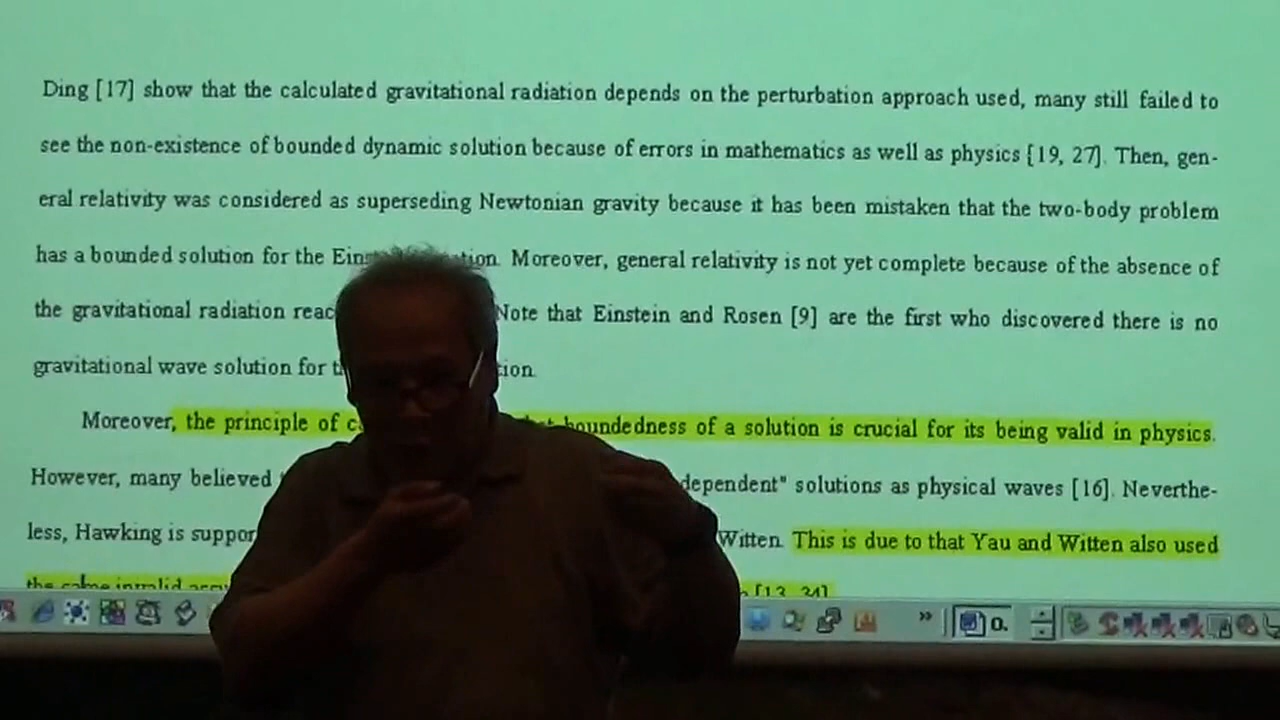 Ding [17] show that the calculated gravitational radiation depends on the perturbation approach used, many still failed to
see the non-existence of bounded dynamic solution because of errors in mathematics as well as physics [19, 27]. Then, gen-
eral relativity was considered as superseding Newtonian gravity because it has been mistaken that the two-body problem
has a bounded solution for the Moreover, general relativity is not yet complete because of the absence of
the gravitational radiation Note that Einstein and Rosen [9] are the first who discovered there is no
gravitational wave solution for
Moreover, the principle of boundedness of a solution is crucial for its being valid in physics.
However, many believed dependent" solutions as physical waves [16]. Neverthe-
less, Hawking is Witten. This is due to that Yau and Witten also used
the same invalid [13, 34]
» O.